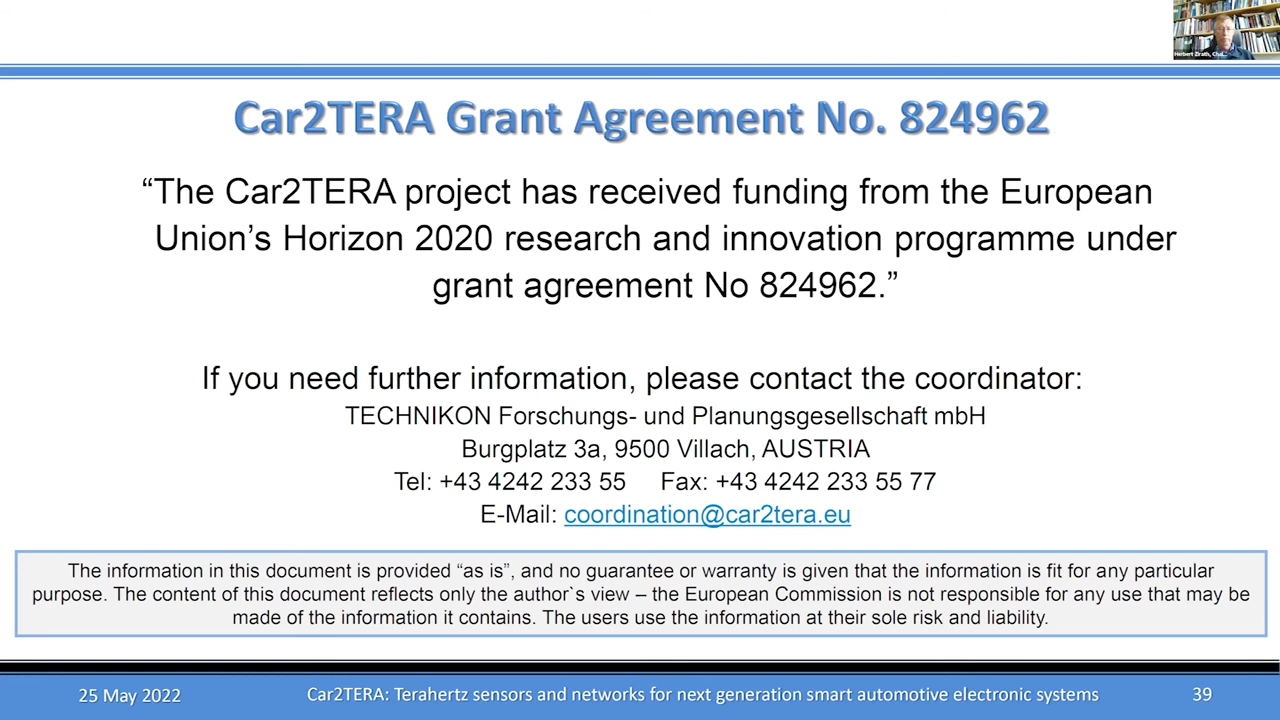 Herbert Zirath, Chal...
Car2TERA Grant Agreement No. 824962
“The Car2TERA project has received funding from the European
Union’s Horizon 2020 research and innovation programme under
grant agreement No 824962.”
If you need further information, please contact the coordinator:
TECHNIKON Forschungs- und Planungsgesellschaft mbH
Burgplatz 3a, 9500 Villach, AUSTRIA
Tel: +43 4242 233 55 Fax: +43 4242 233 55 77
E-Mail: coordination@car2tera.eu
The information in this document is provided “as is”, and no guarantee or warranty is given that the information is fit for any particular
purpose. The content of this document reflects only the author`s view – the European Commission is not responsible for any use that may be
made of the information it contains. The users use the information at their sole risk and liability.
25 May 2022 Car2TERA: Terahertz sensors and networks for next generation smart automotive electronic systems 39